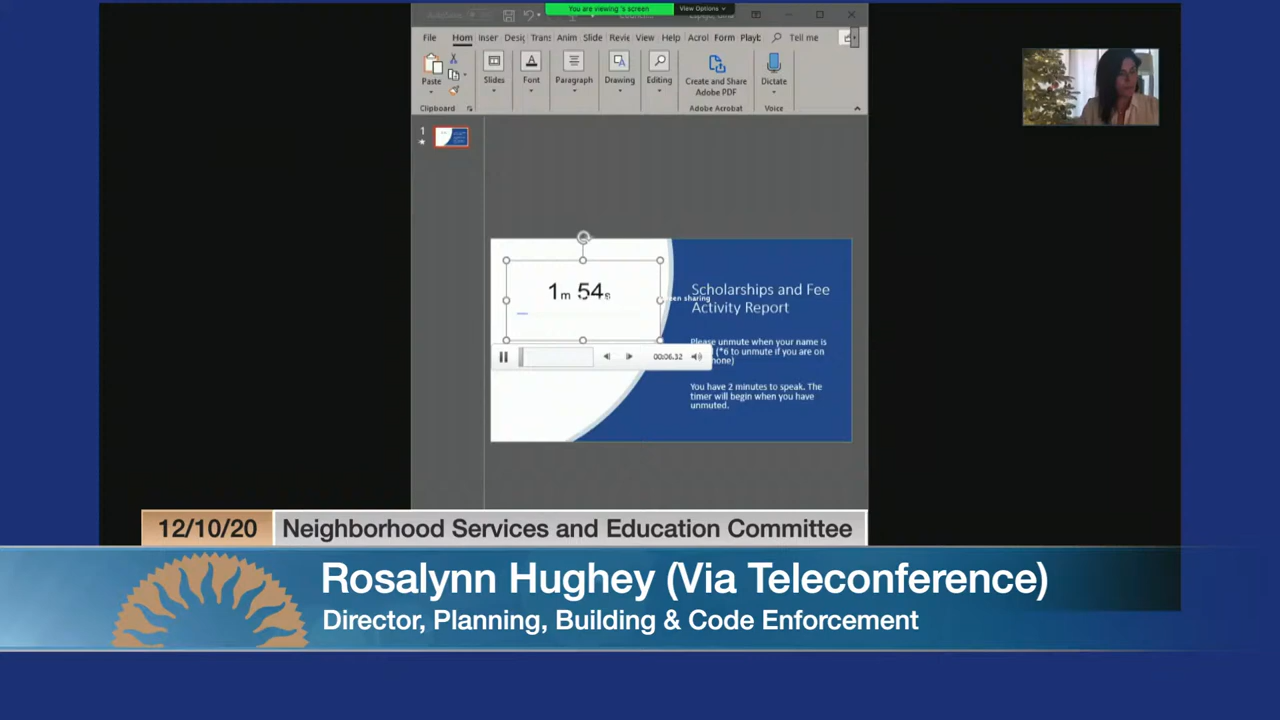 You are viewing 's screen
View Options
File Hom Inser Desig Trans Anim Slide Revie View Help Acrol Form Playb Tell me
Paste
Slides
Font
Paragraph
Drawing
Editing
Create and Share
Adobe PDF
Dictate
Clipboard
Adobe Acrobat
Voice
1
1m 54s
Scholarships and Fee
Activity Report
een sharing
Please unmute when your name is
(*6 to unmute if you are on
hone)
00:06.32
You have 2 minutes to speak. The
timer will begin when you have
unmuted.
12/10/20
Neighborhood Services and Education Committee
Rosalynn Hughey (Via Teleconference)
Director, Planning, Building & Code Enforcement